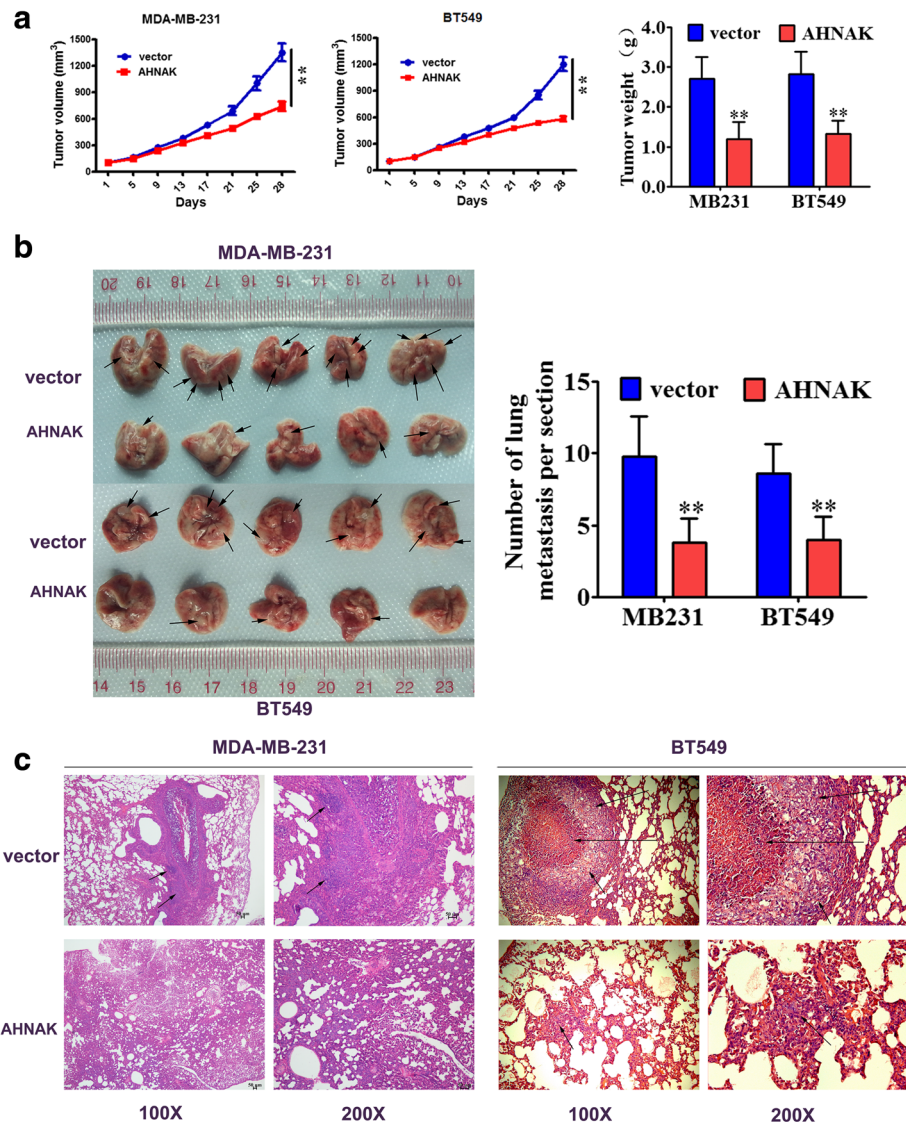 a
MDA-MB-231
Tumor volume (mm3)
1500
1200
900
600
300
0
vector
AHNAK
**
1 5 9 13 17 21 25 28
Days
BT549
Tumor volume (mm3)
1500
1200
900
600
300
0
vector
AHNAK
**
1 5 9 13 17 21 25 28
Days
vector AHNAK
Tumor weight (g)
4.0
3.0
2.0
1.0
0.0
** **
MB231 BT549
b
MDA-MB-231
20 19 18 17 16 15 14 13 12 11 10
vector
AHNAK
vector
AHNAK
14 15 16 17 18 19 20 21 22 23
BT549
vector AHNAK
Number of lung
metastasis per section
15
10
5
0
** **
MB231 BT549
c
MDA-MB-231 BT549
vector
AHNAK
100X 200X 100X 200X